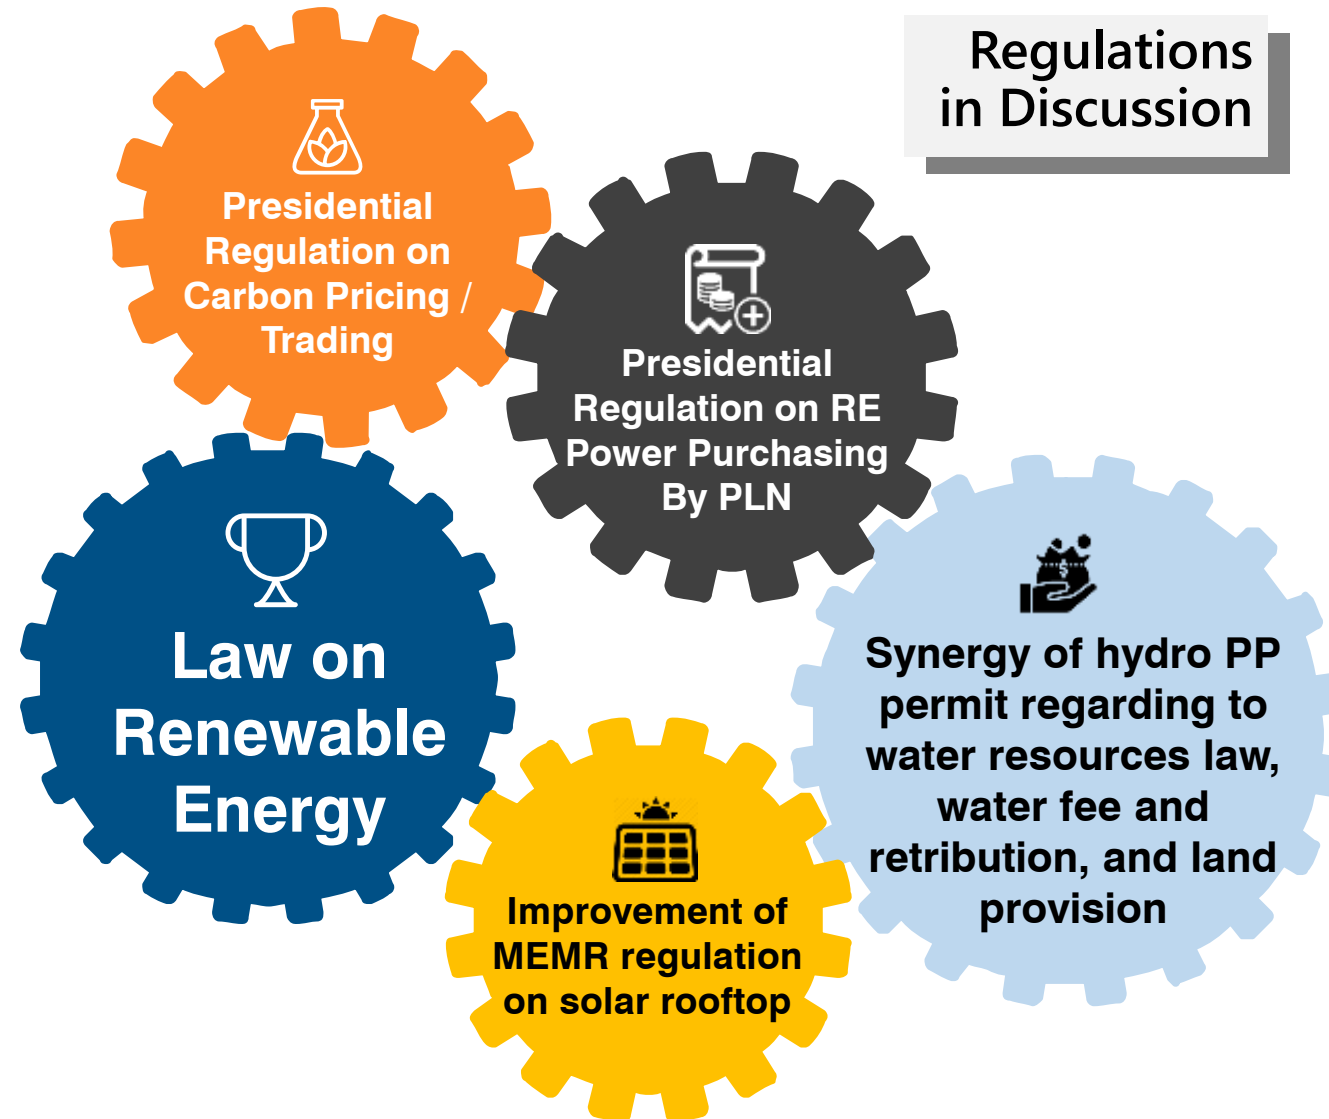 Regulations
in Discussion
Presidential
Regulation on
Carbon Pricing /
Trading
Presidential
Regulation on RE
Power Purchasing
By PLN
Law on
Renewable
Energy
Synergy of hydro PP
permit regarding to
water resources law,
water fee and
retribution, and land
provision
Improvement of
MEMR regulation
on solar rooftop